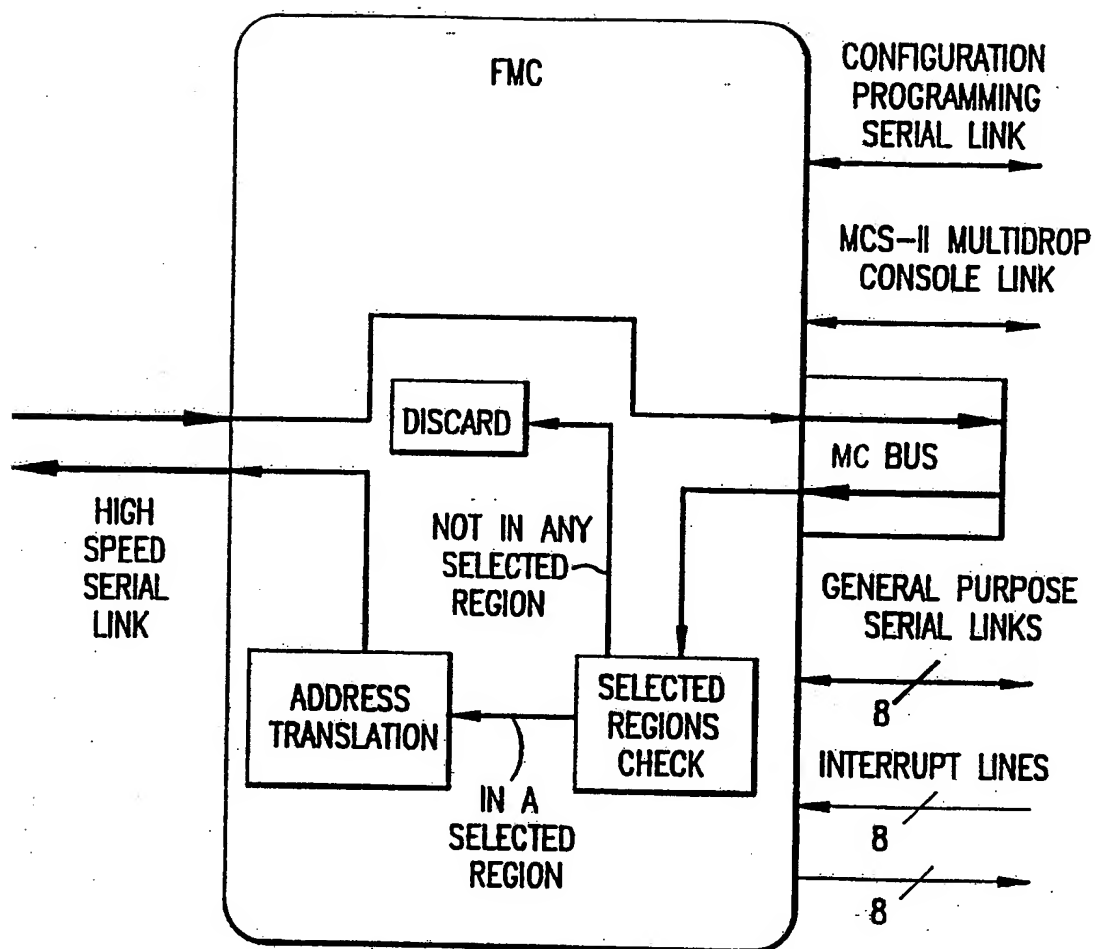 FMC
CONFIGURATION
PROGRAMMING
SERIAL LINK
MCS-II MULTIDROP
CONSOLE LINK
DISCARD
MC BUS
HIGH
SPEED
SERIAL
LINK
NOT IN ANY
SELECTED
REGION
GENERAL PURPOSE
SERIAL LINKS
8
ADDRESS
TRANSLATION
SELECTED
REGIONS
CHECK
IN A
SELECTED
REGION
INTERRUPT LINES
8
8